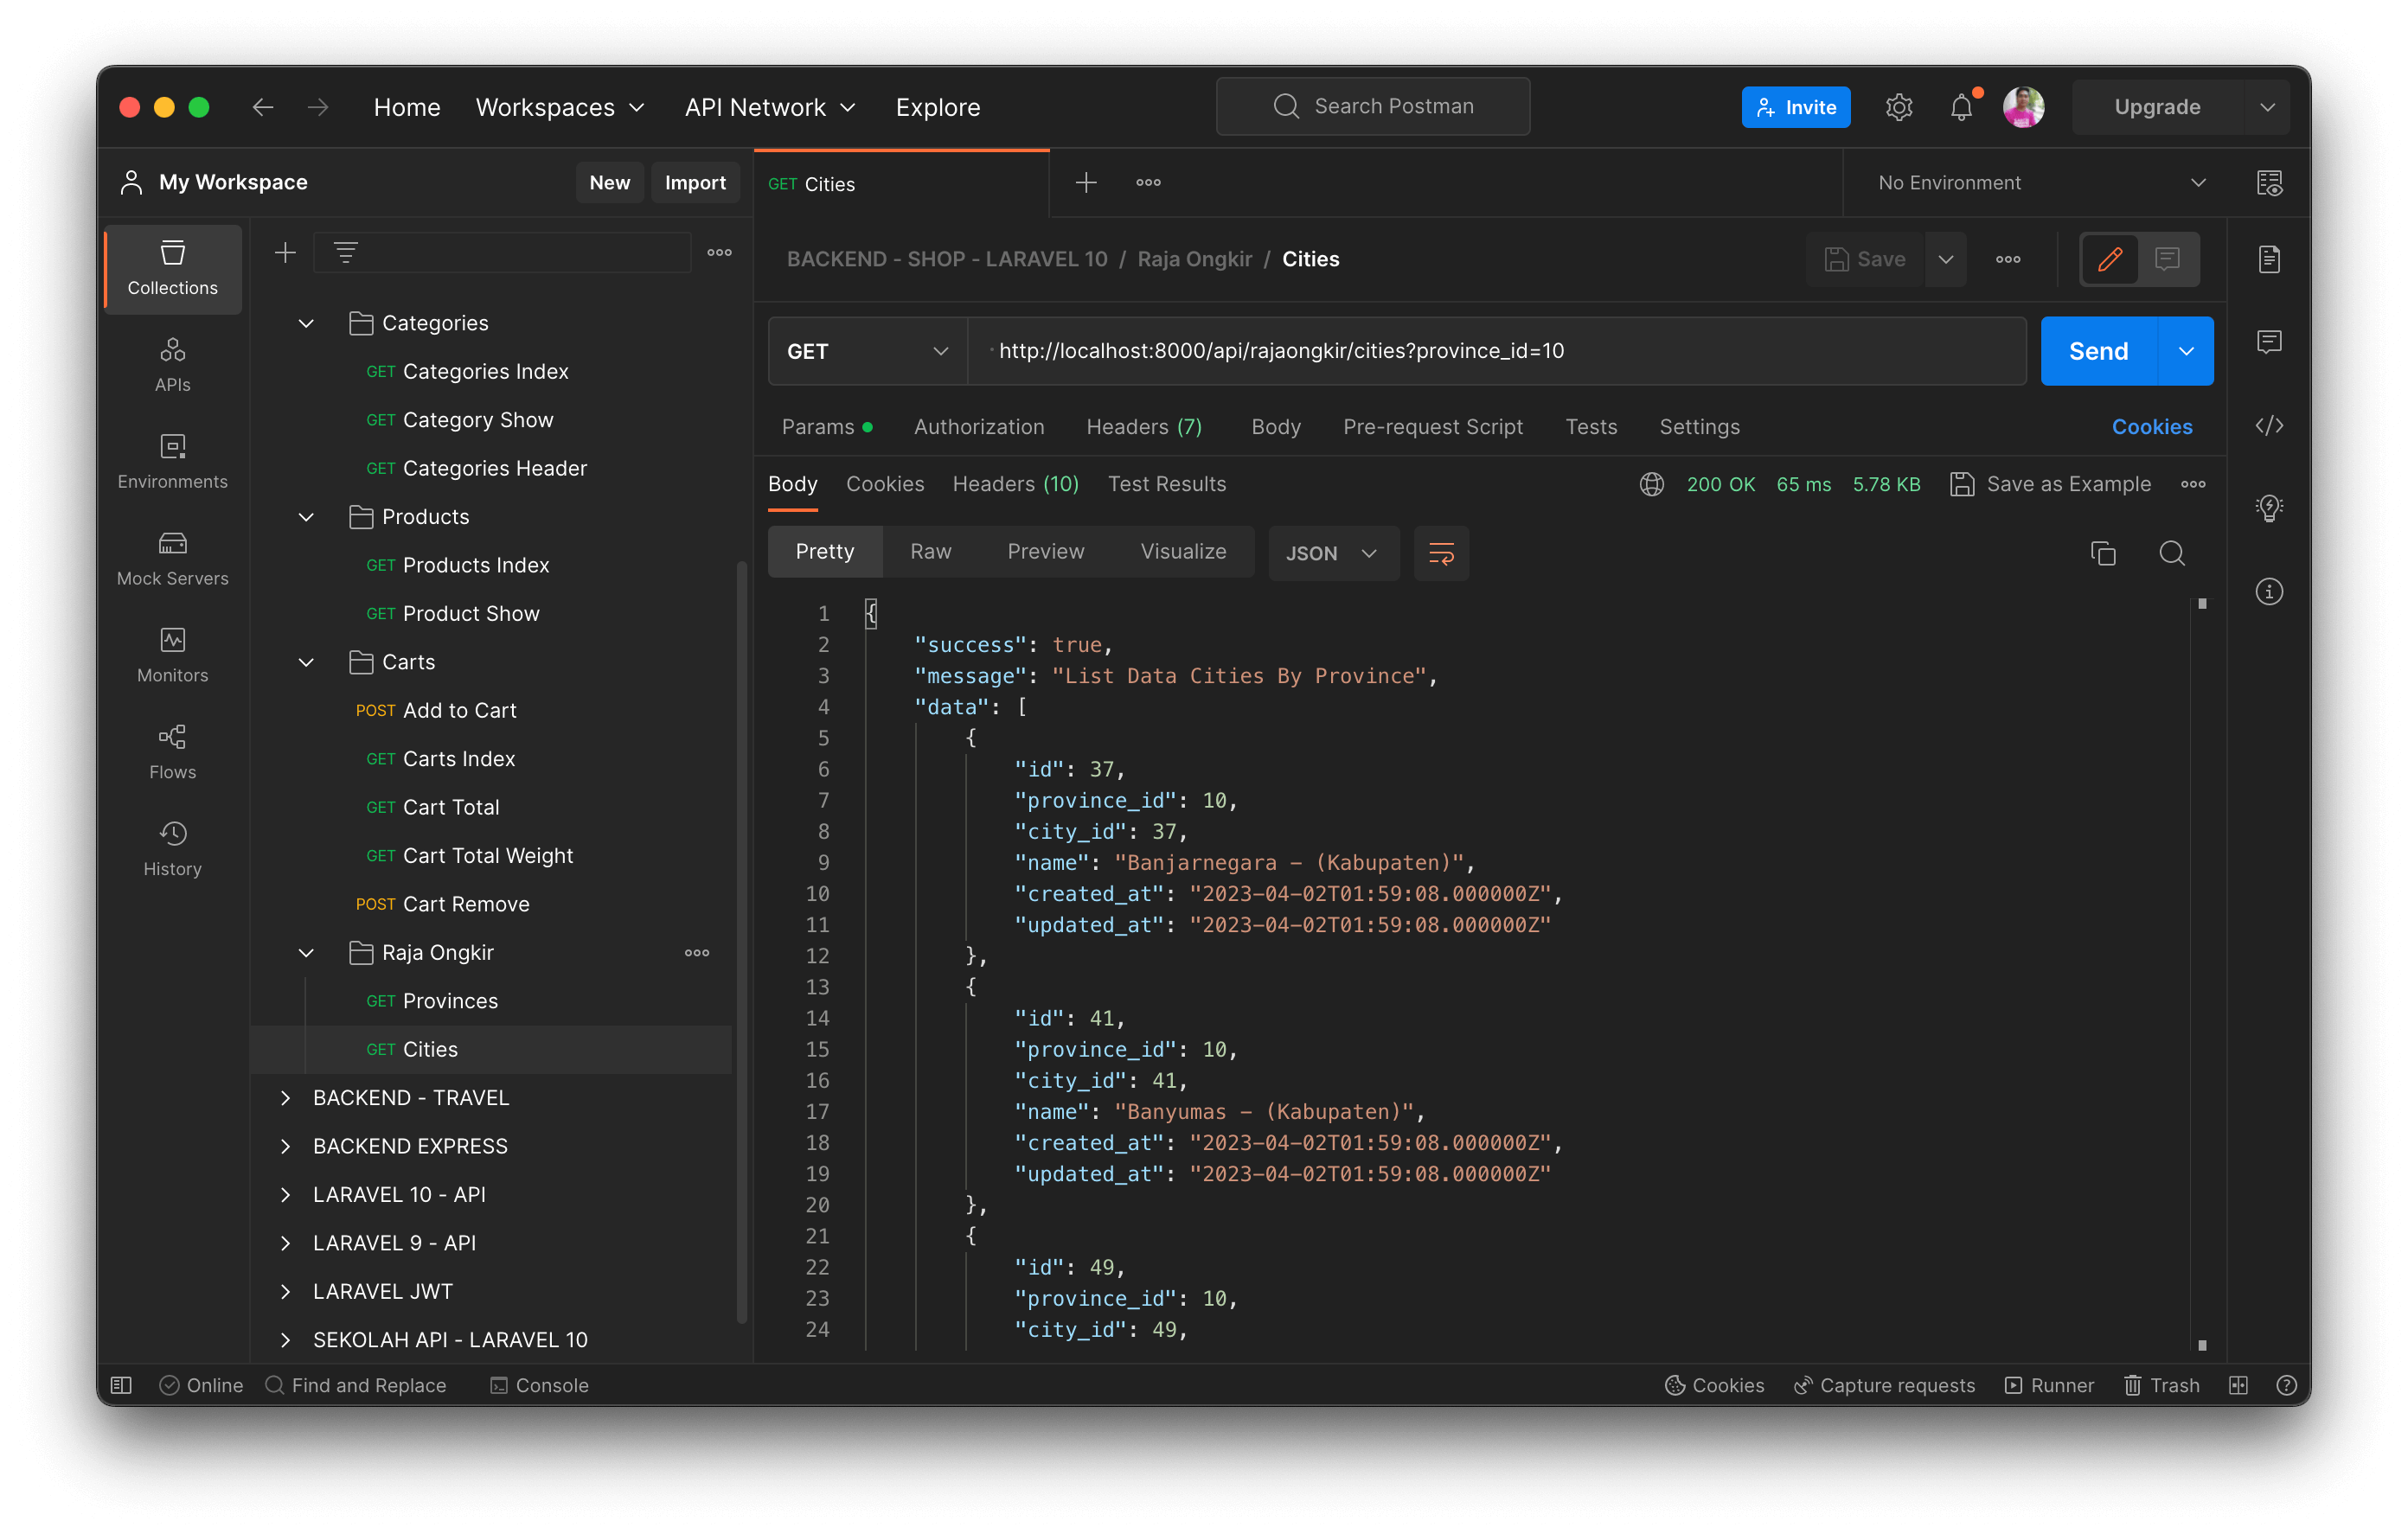 Home Workspaces API Network Explore Search Postman Invite Upgrade
My Workspace New Import
GET Cities No Environment
Collections
APIs
Environments
Mock Servers
Monitors
Flows
History
Categories
GET Categories Index
GET Category Show
GET Categories Header
Products
GET Products Index
GET Product Show
Carts
POST Add to Cart
GET Carts Index
GET Cart Total
GET Cart Total Weight
POST Cart Remove
Raja Ongkir
GET Provinces
GET Cities
BACKEND - TRAVEL
BACKEND EXPRESS
LARAVEL 10 - API
LARAVEL 9 - API
LARAVEL JWT
SEKOLAH API - LARAVEL 10
BACKEND - SHOP - LARAVEL 10 / Raja Ongkir / Cities Save
GET http://localhost:8000/api/rajaongkir/cities?province_id=10 Send
Params Authorization Headers (7) Body Pre-request Script Tests Settings Cookies
Body Cookies Headers (10) Test Results 200 OK 65 ms 5.78 KB Save as Example
Pretty Raw Preview Visualize JSON
1 {
2 "success": true,
3 "message": "List Data Cities By Province",
4 "data": [
5 {
6 "id": 37,
7 "province_id": 10,
8 "city_id": 37,
9 "name": "Banjarnegara - (Kabupaten)",
10 "created_at": "2023-04-02T01:59:08.000000Z",
11 "updated_at": "2023-04-02T01:59:08.000000Z"
12 },
13 {
14 "id": 41,
15 "province_id": 10,
16 "city_id": 41,
17 "name": "Banyumas - (Kabupaten)",
18 "created_at": "2023-04-02T01:59:08.000000Z",
19 "updated_at": "2023-04-02T01:59:08.000000Z"
20 },
21 {
22 "id": 49,
23 "province_id": 10,
24 "city_id": 49,
Online Find and Replace Console Cookies Capture requests Runner Trash